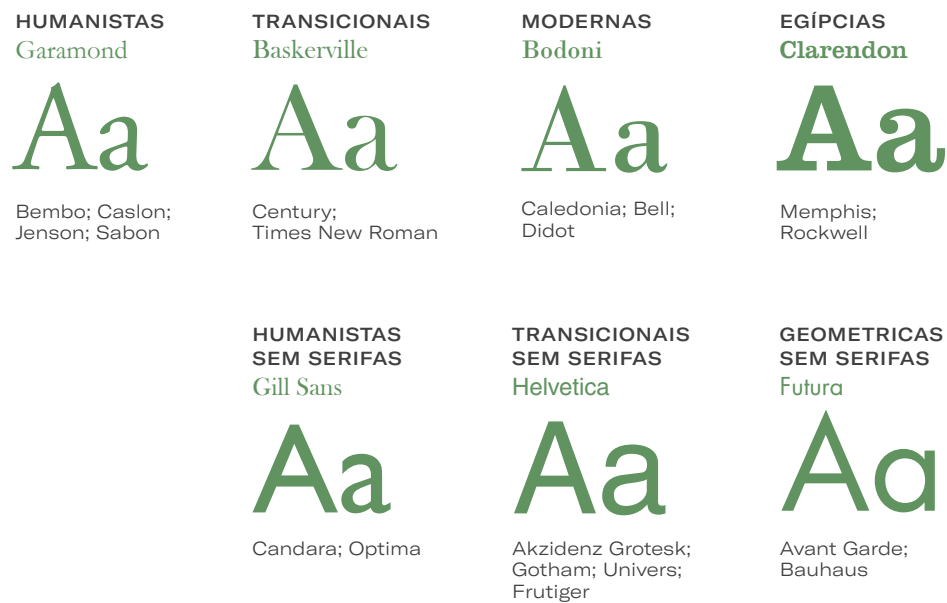 HUMANISTAS
Garamond
Aa
Bembo; Caslon;
Jenson; Sabon
TRANSICIONAIS
Baskerville
Aa
Century;
Times New Roman
MODERNAS
Bodoni
Aa
Caledonia; Bell;
Didot
EGÍPCIAS
Clarendon
Aa
Memphis;
Rockwell
HUMANISTAS
SEM SERIFAS
Gill Sans
Aa
Candara; Optima
TRANSICIONAIS
SEM SERIFAS
Helvetica
Aa
Akzidenz Grotesk;
Gotham; Univers;
Frutiger
GEOMETRICAS
SEM SERIFAS
Futura
Aa
Avant Garde;
Bauhaus